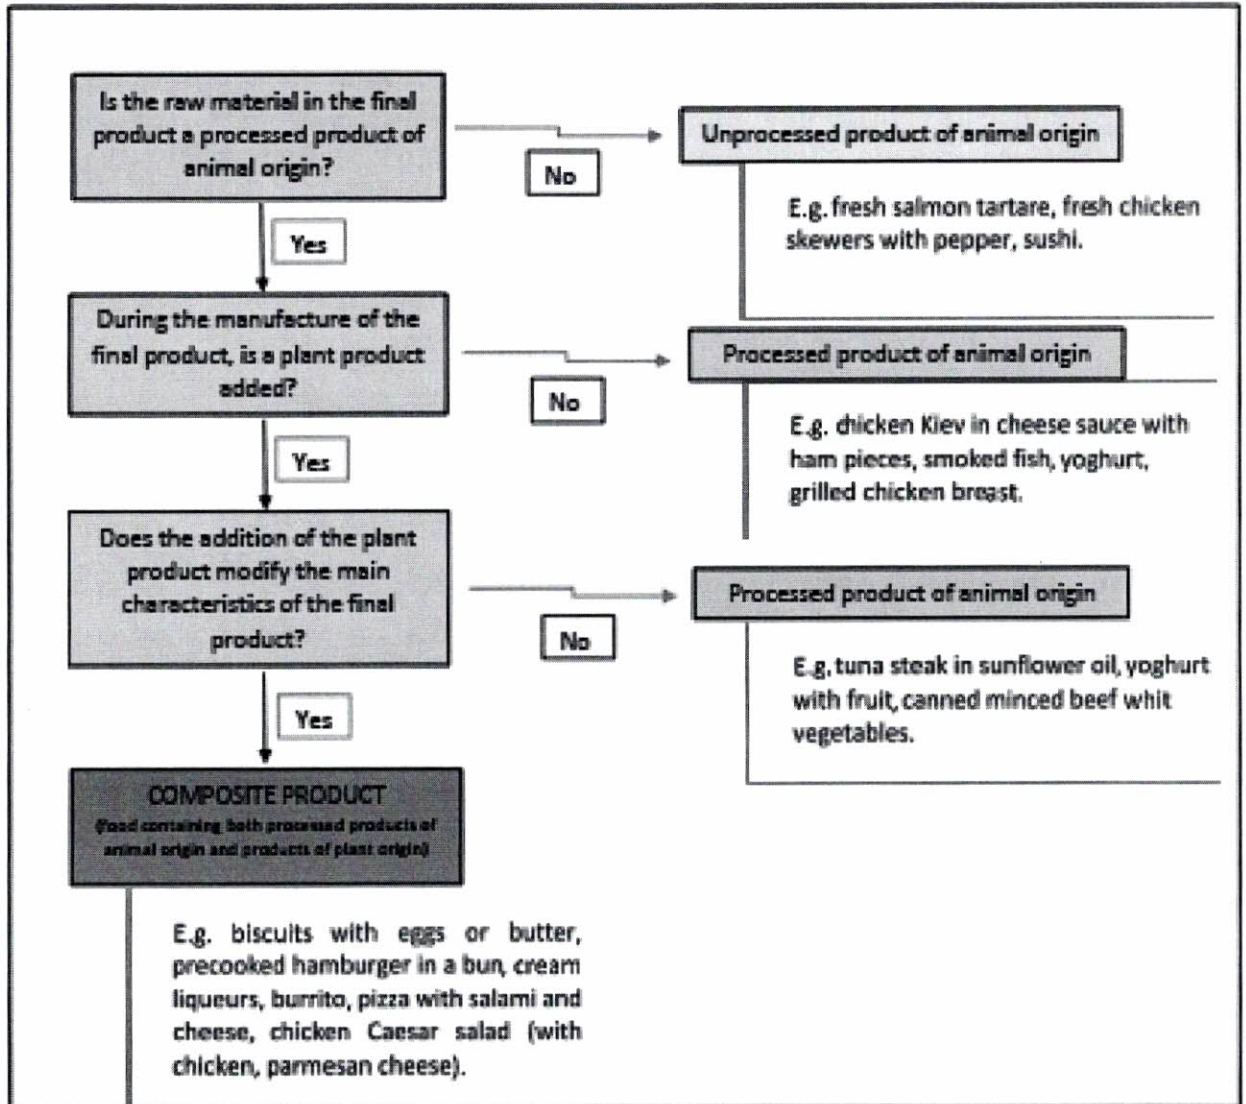 Is the raw material in the final
product a processed product of
animal origin?
No
Unprocessed product of animal origin
E.g. fresh salmon tartare, fresh chicken
skewers with pepper, sushi.
Yes
During the manufacture of the
final product, is a plant product
added?
No
Processed product of animal origin
E.g. chicken Kiev in cheese sauce with
ham pieces, smoked fish, yoghurt,
grilled chicken breast.
Yes
Does the addition of the plant
product modify the main
characteristics of the final
product?
No
Processed product of animal origin
E.g. tuna steak in sunflower oil, yoghurt
with fruit, canned minced beef whit
vegetables.
Yes
COMPOSITE PRODUCT
(Food containing both processed products of
animal origin and products of plant origin)
E.g. biscuits with eggs or butter,
precooked hamburger in a bun, cream
liqueurs, burrito, pizza with salami and
cheese, chicken Caesar salad (with
chicken, parmesan cheese).